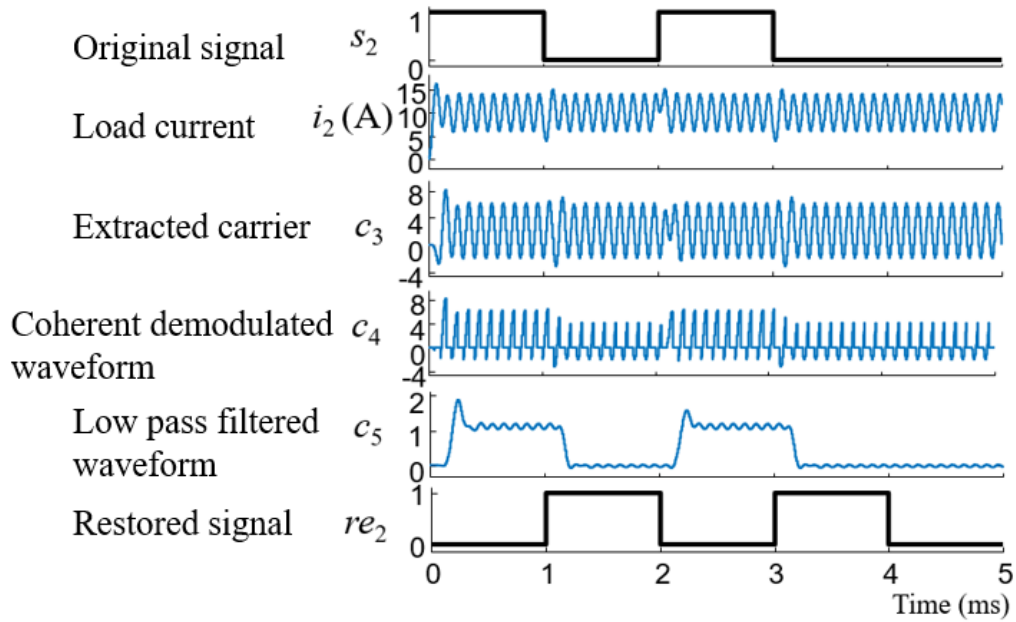 Original signal s₂ 1 0
Load current i₂ (A) 15 10 5 0
Extracted carrier c₃ 8 4 0 -4
Coherent demodulated waveform c₄ 8 4 0 -4
Low pass filtered waveform c₅ 2 1 0
Restored signal re₂ 1 0
0 1 2 3 4 5
Time (ms)